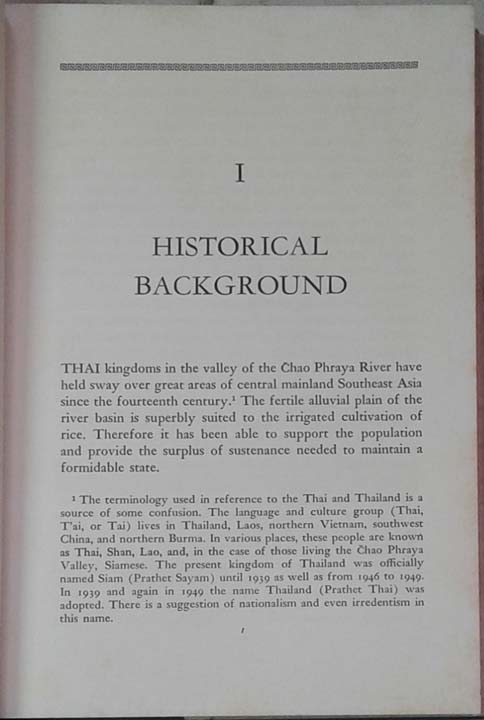 I
HISTORICAL
BACKGROUND
THAI kingdoms in the valley of the Čhao Phraya River have
held sway over great areas of central mainland Southeast Asia
since the fourteenth century.¹ The fertile alluvial plain of the
river basin is superbly suited to the irrigated cultivation of
rice. Therefore it has been able to support the population
and provide the surplus of sustenance needed to maintain a
formidable state.
¹ The terminology used in reference to the Thai and Thailand is a
source of some confusion. The language and culture group (Thai,
T'ai, or Tai) lives in Thailand, Laos, northern Vietnam, southwest
China, and northern Burma. In various places, these people are known
as Thai, Shan, Lao, and, in the case of those living the Čhao Phraya
Valley, Siamese. The present kingdom of Thailand was officially
named Siam (Prathet Sayam) until 1939 as well as from 1946 to 1949.
In 1939 and again in 1949 the name Thailand (Prathet Thai) was
adopted. There is a suggestion of nationalism and even irredentism in
this name.
1